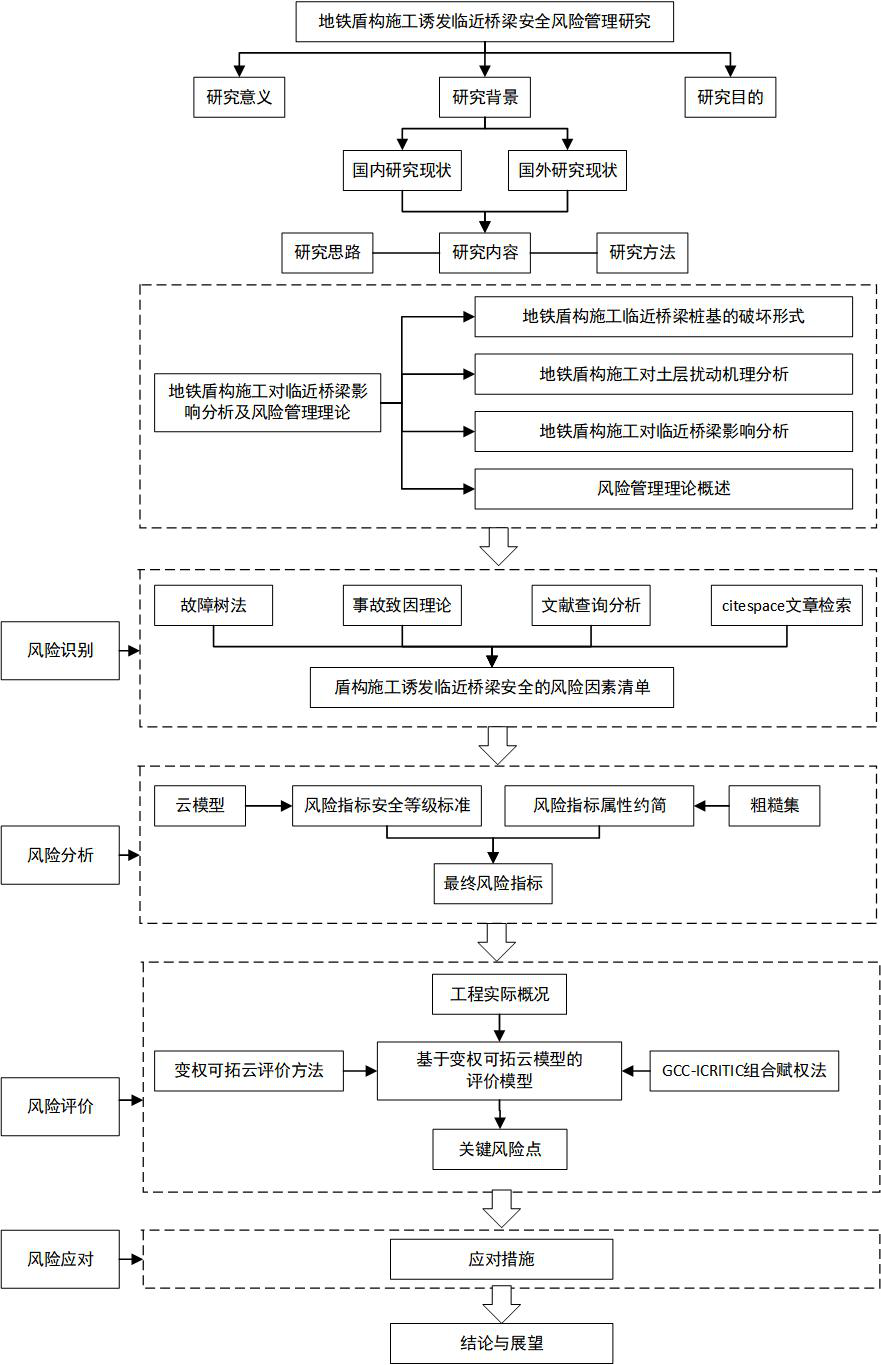 地铁盾构施工诱发临近桥梁安全风险管理研究
研究意义
研究背景
研究目的
国内研究现状
国外研究现状
研究思路
研究内容
研究方法
地铁盾构施工对临近桥梁影
响分析及风险管理理论
地铁盾构施工临近桥梁桩基的破坏形式
地铁盾构施工对土层扰动机理分析
地铁盾构施工对临近桥梁影响分析
风险管理理论概述
风险识别
故障树法
事故致因理论
文献查询分析
citespace文章检索
盾构施工诱发临近桥梁安全的风险因素清单
风险分析
云模型
风险指标安全等级标准
风险指标属性约简
粗糙集
最终风险指标
风险评价
工程实际概况
变权可拓云评价方法
基于变权可拓云模型的
评价模型
GCC-ICRITIC组合赋权法
关键风险点
风险应对
应对措施
结论与展望